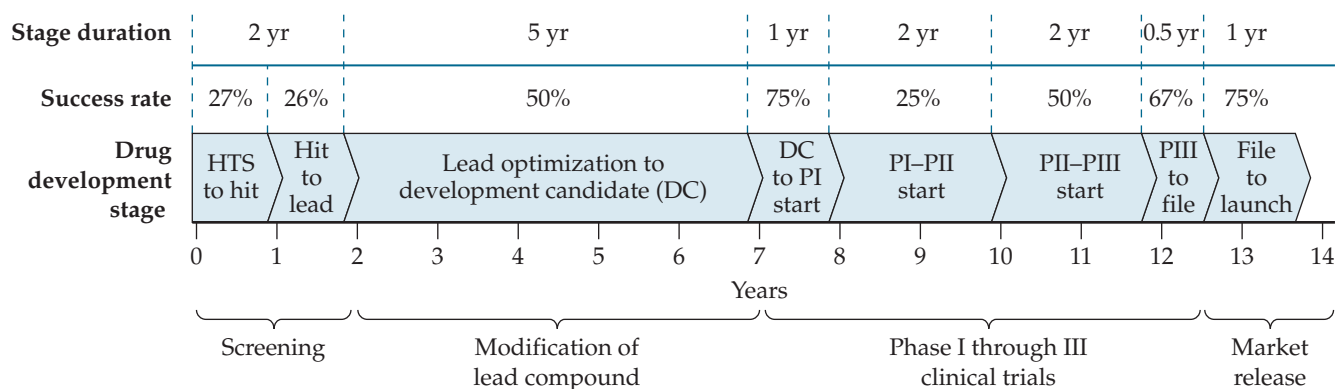 Stage duration 2 yr 5 yr 1 yr 2 yr 2 yr 0.5 yr 1 yr
Success rate 27% 26% 50% 75% 25% 50% 67% 75%
Drug
development
stage
HTS
to hit
Hit
to
lead
Lead optimization to
development candidate (DC)
DC
to PI
start
PI–PII
start
PII–PIII
start
PIII
to
file
File
to
launch
0 1 2 3 4 5 6 7 8 9 10 11 12 13 14
Years
Screening
Modification of
lead compound
Phase I through III
clinical trials
Market
release